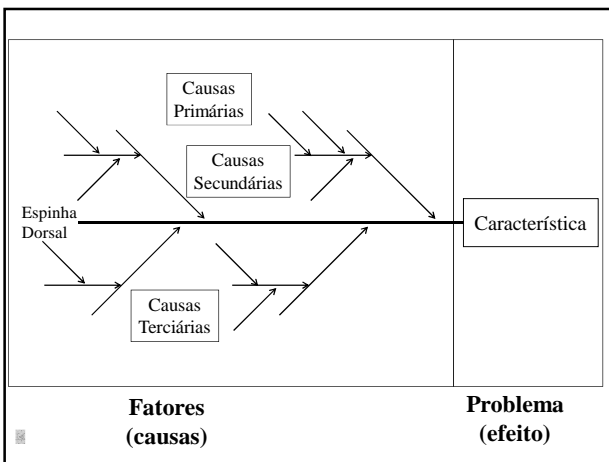 Causas
Primárias
Causas
Secundárias
Espinha
Dorsal
Característica
Causas
Terciárias
Fatores
(causas)
Problema
(efeito)